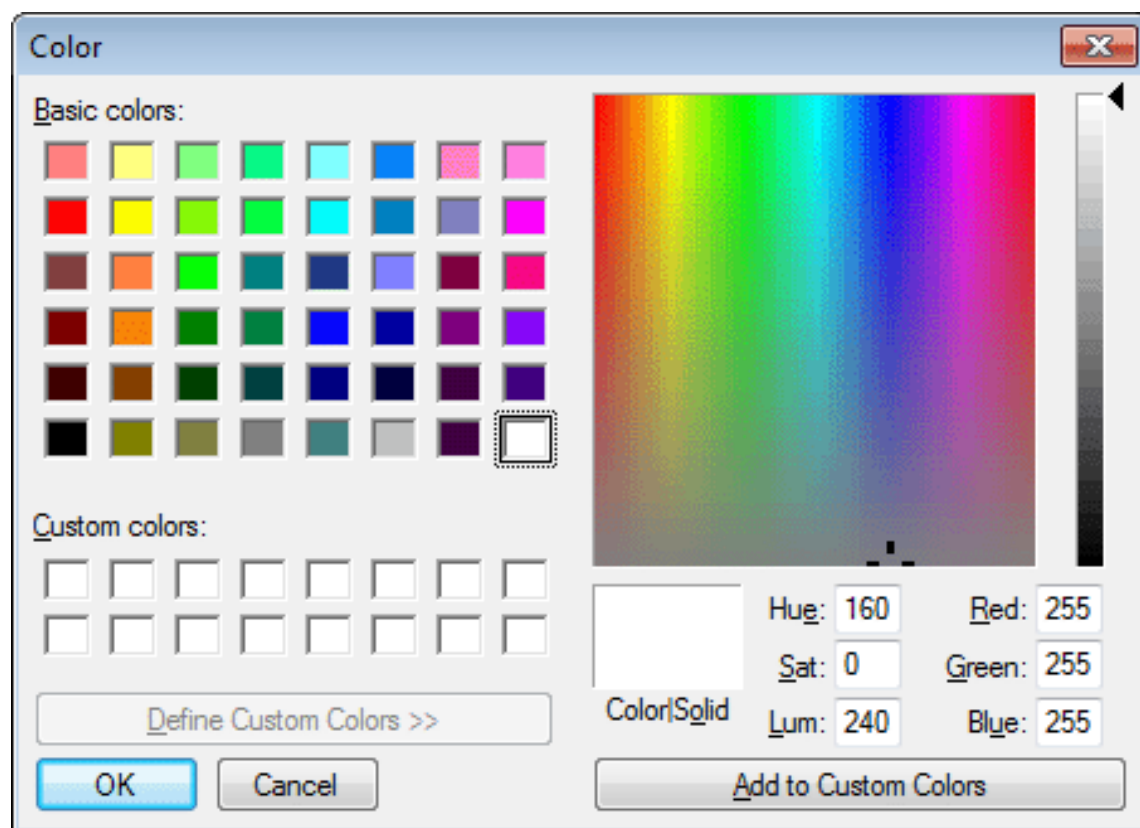 Color
Basic colors:
Custom colors:
Define Custom Colors >>
OK
Cancel
Color|Solid
Hue: 160
Sat: 0
Lum: 240
Red: 255
Green: 255
Blue: 255
Add to Custom Colors